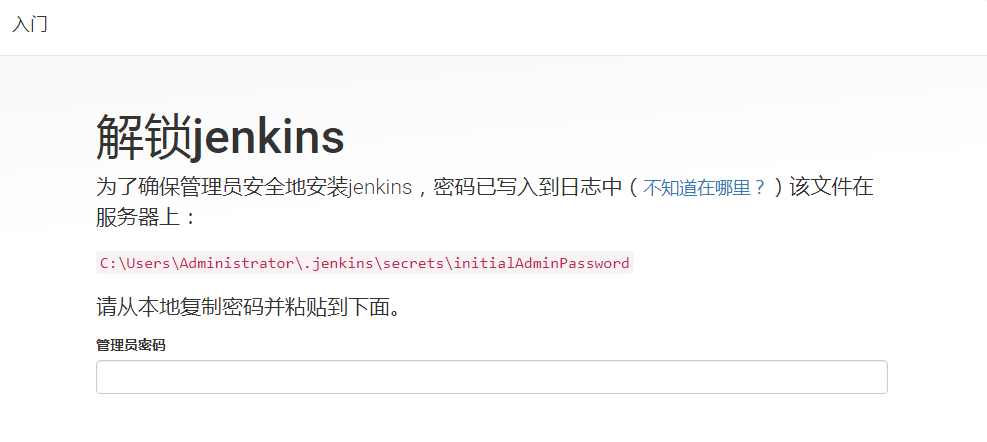 入门
解锁jenkins
为了确保管理员安全地安装jenkins，密码已写入到日志中（不知道在哪里？）该文件在
服务器上：
C:\Users\Administrator\.jenkins\secrets\initialAdminPassword
请从本地复制密码并粘贴到下面。
管理员密码